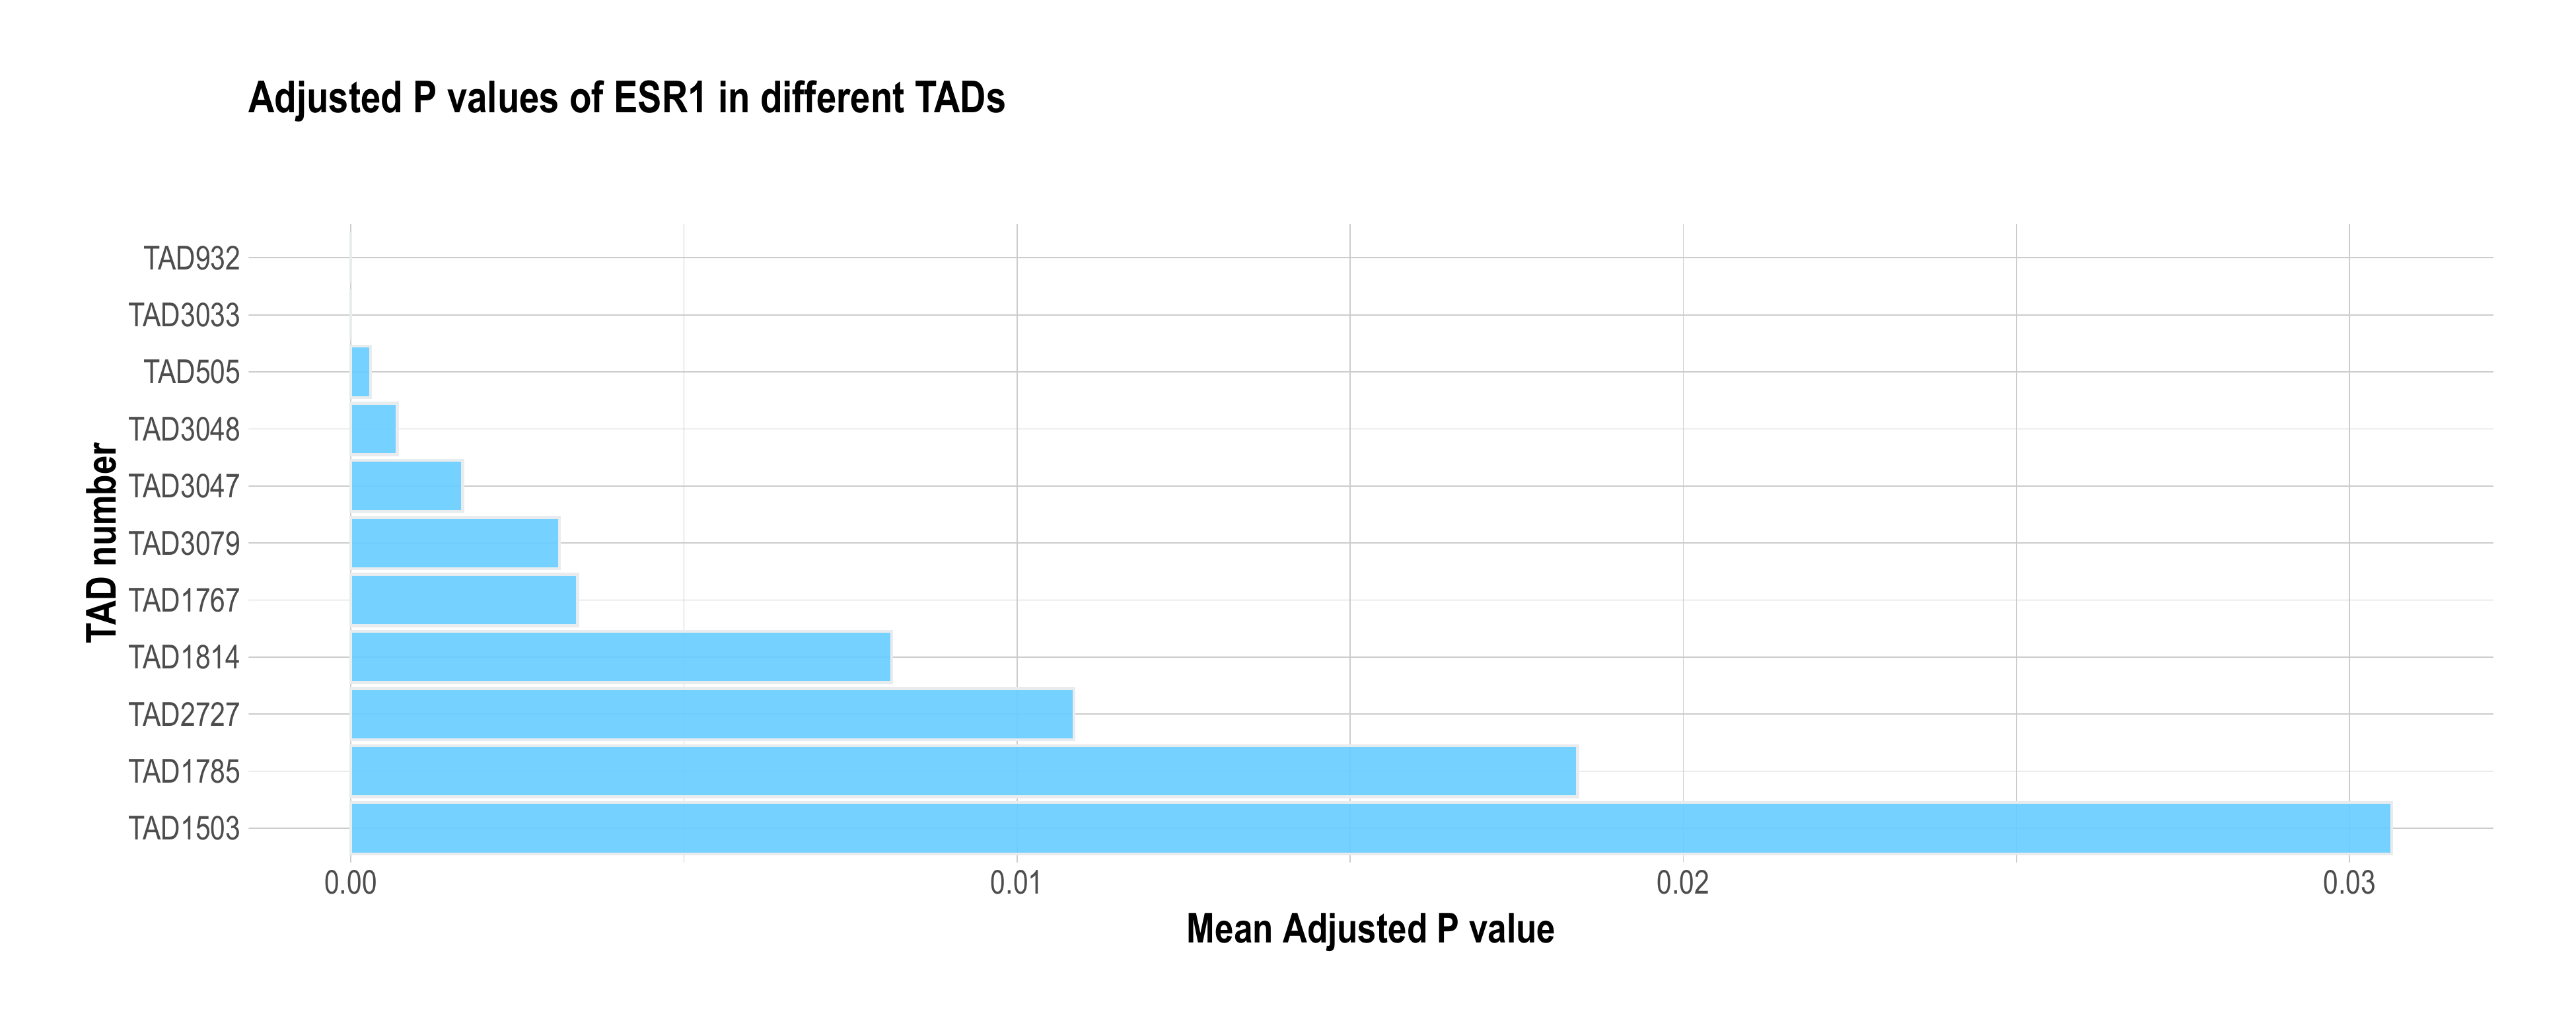 Adjusted P values of ESR1 in different TADs
TAD number
TAD932
TAD3033
TAD505
TAD3048
TAD3047
TAD3079
TAD1767
TAD1814
TAD2727
TAD1785
TAD1503
0.00 0.01 0.02 0.03
Mean Adjusted P value